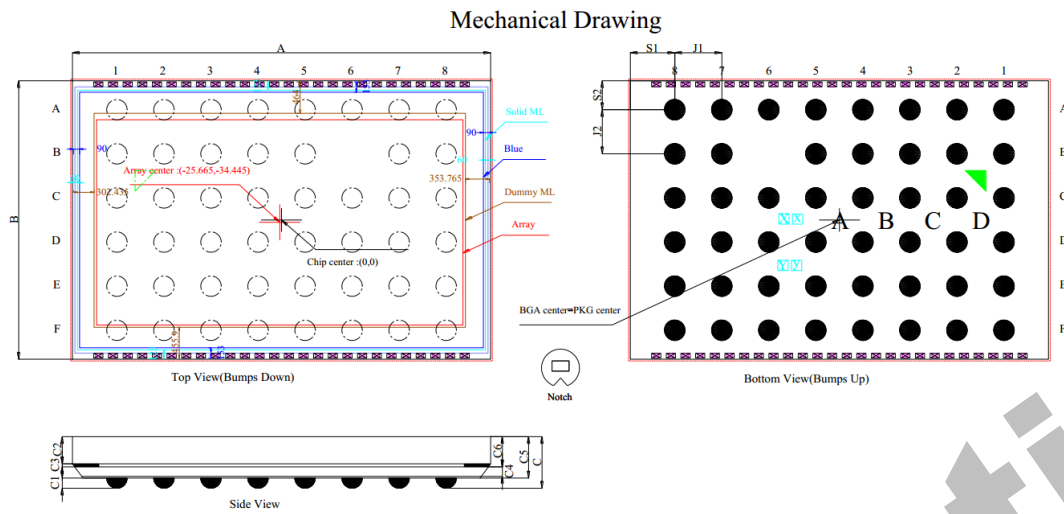 Mechanical Drawing
A
S1 J1
1 2 3 4 5 6 7 8
8 7 6 5 4 3 2 1
S2
J2
A
B
C
D
E
F
B
90
90
Solid ML
Blue
353.765
302.435
Dummy ML
Array
Array center :(-25.665,-34.445)
Chip center :(0,0)
455.9
53
A B C D
X X
Y Y
BGA center=PKG center
Top View(Bumps Down)
Notch
Bottom View(Bumps Up)
C2
C3
C1
C6
C4
C5
C
Side View